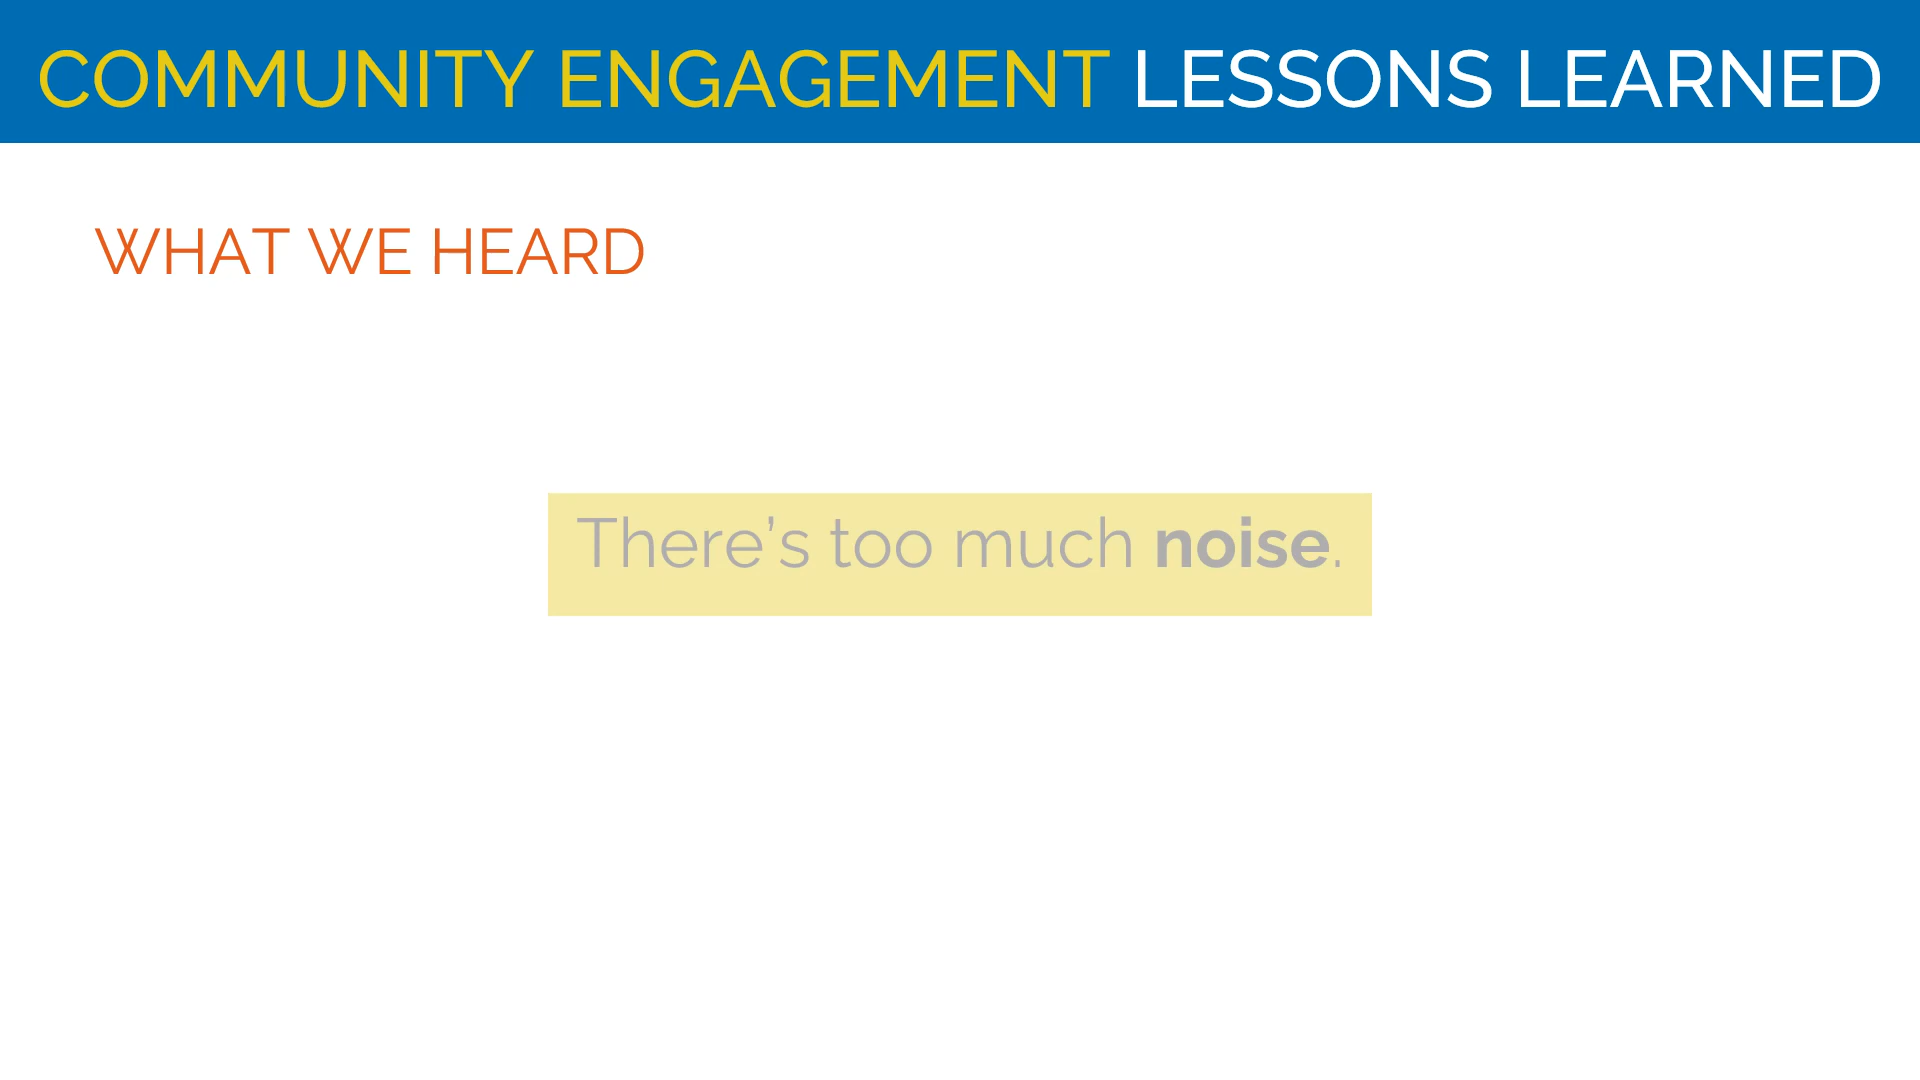 COMMUNITY ENGAGEMENT LESSONS LEARNED
WHAT WE HEARD
There’s too much noise.